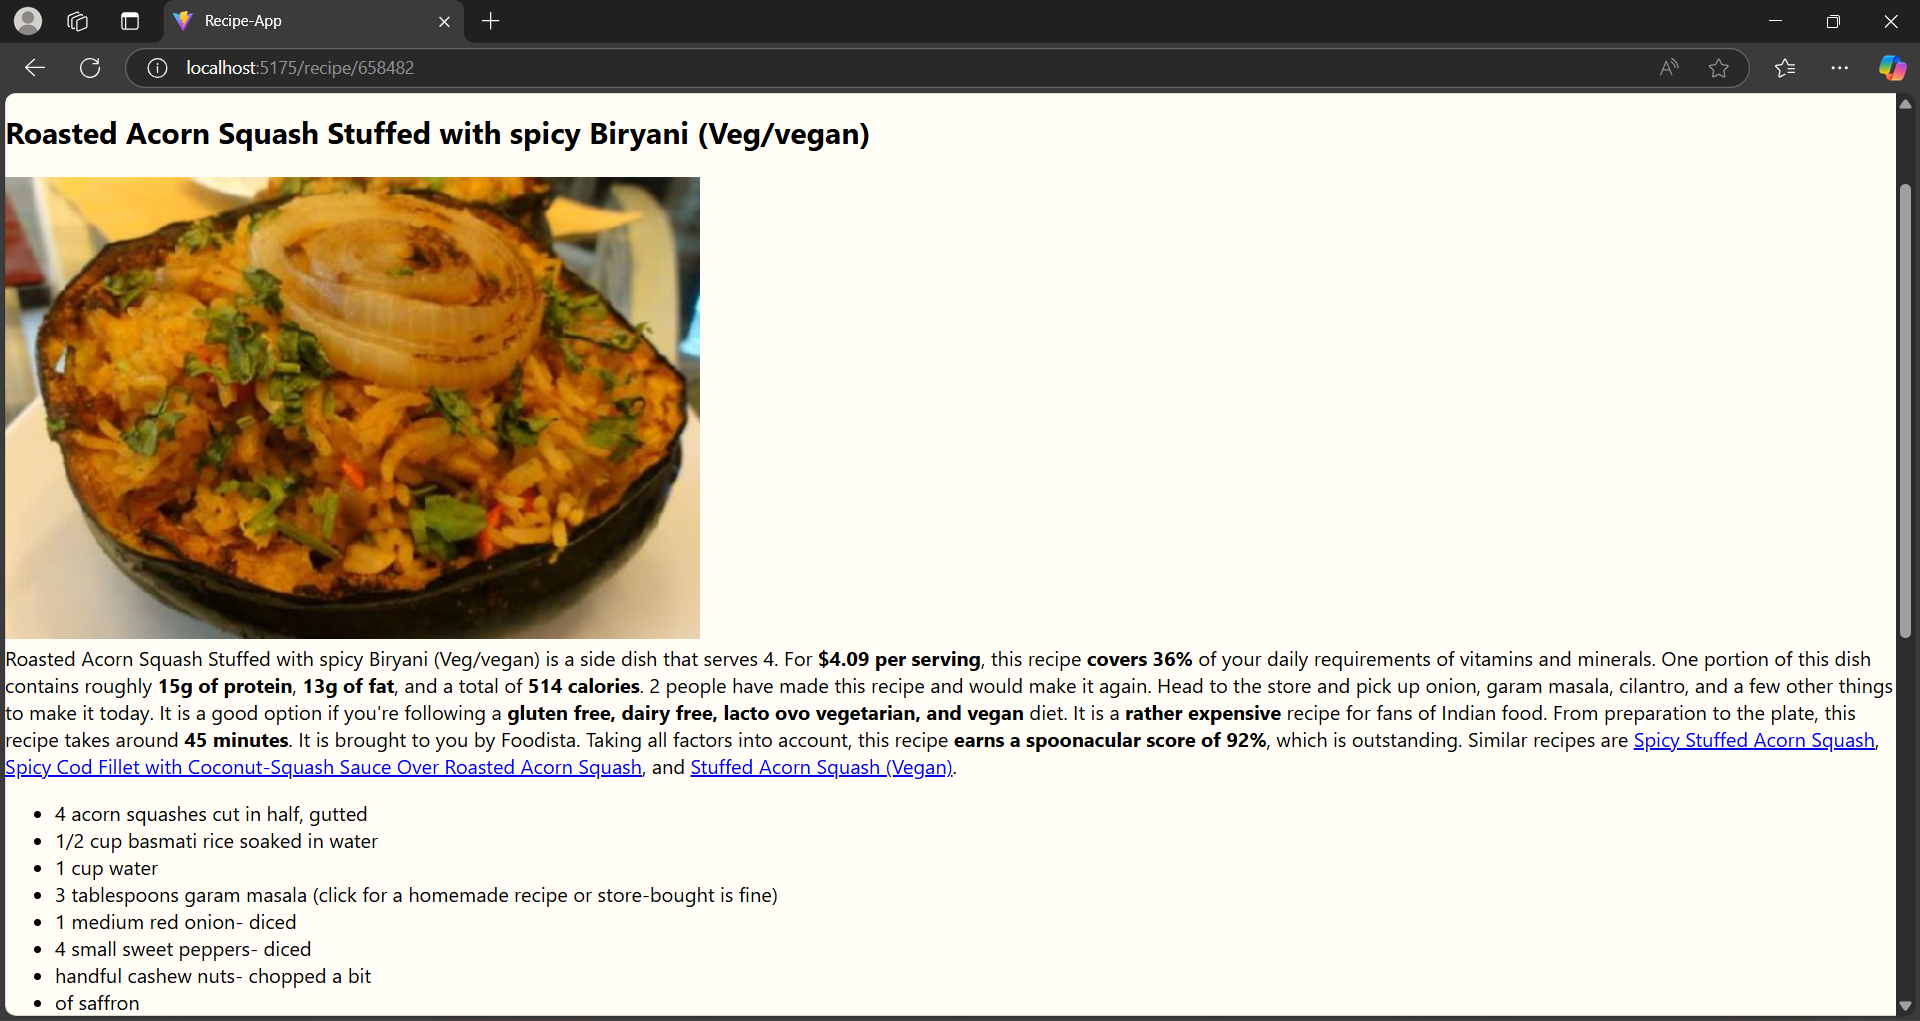 Recipe-App
localhost:5175/recipe/658482
Roasted Acorn Squash Stuffed with spicy Biryani (Veg/vegan)
Roasted Acorn Squash Stuffed with spicy Biryani (Veg/vegan) is a side dish that serves 4. For $4.09 per serving, this recipe covers 36% of your daily requirements of vitamins and minerals. One portion of this dish
contains roughly 15g of protein, 13g of fat, and a total of 514 calories. 2 people have made this recipe and would make it again. Head to the store and pick up onion, garam masala, cilantro, and a few other things
to make it today. It is a good option if you're following a gluten free, dairy free, lacto ovo vegetarian, and vegan diet. It is a rather expensive recipe for fans of Indian food. From preparation to the plate, this
recipe takes around 45 minutes. It is brought to you by Foodista. Taking all factors into account, this recipe earns a spoonacular score of 92%, which is outstanding. Similar recipes are Spicy Stuffed Acorn Squash,
Spicy Cod Fillet with Coconut-Squash Sauce Over Roasted Acorn Squash, and Stuffed Acorn Squash (Vegan).
• 4 acorn squashes cut in half, gutted
• 1/2 cup basmati rice soaked in water
• 1 cup water
• 3 tablespoons garam masala (click for a homemade recipe or store-bought is fine)
• 1 medium red onion- diced
• 4 small sweet peppers- diced
• handful cashew nuts- chopped a bit
• of saffron